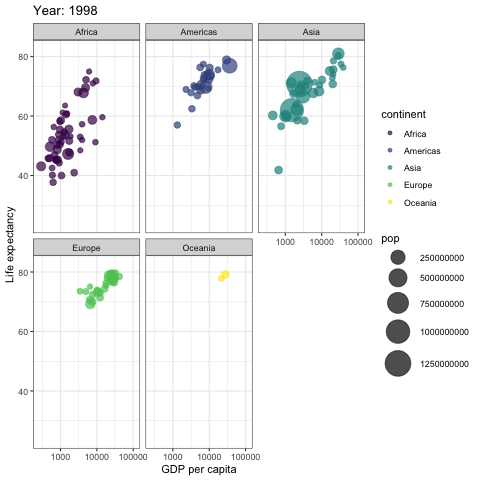 Year: 1998
Africa Americas Asia
80
60
40
1000 10000 100000
Europe Oceania
80
60
40
1000 10000 100000 1000 10000 100000
GDP per capita
Life expectancy
continent
Africa
Americas
Asia
Europe
Oceania
pop
250000000
500000000
750000000
1000000000
1250000000